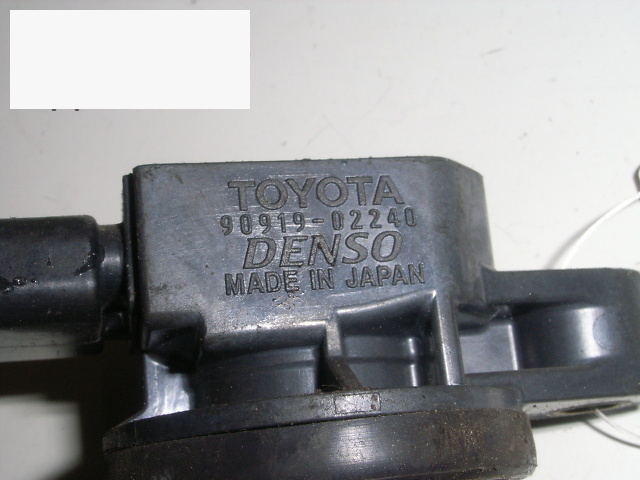 TOYOTA
90919-02240
DENSO
MADE IN JAPAN